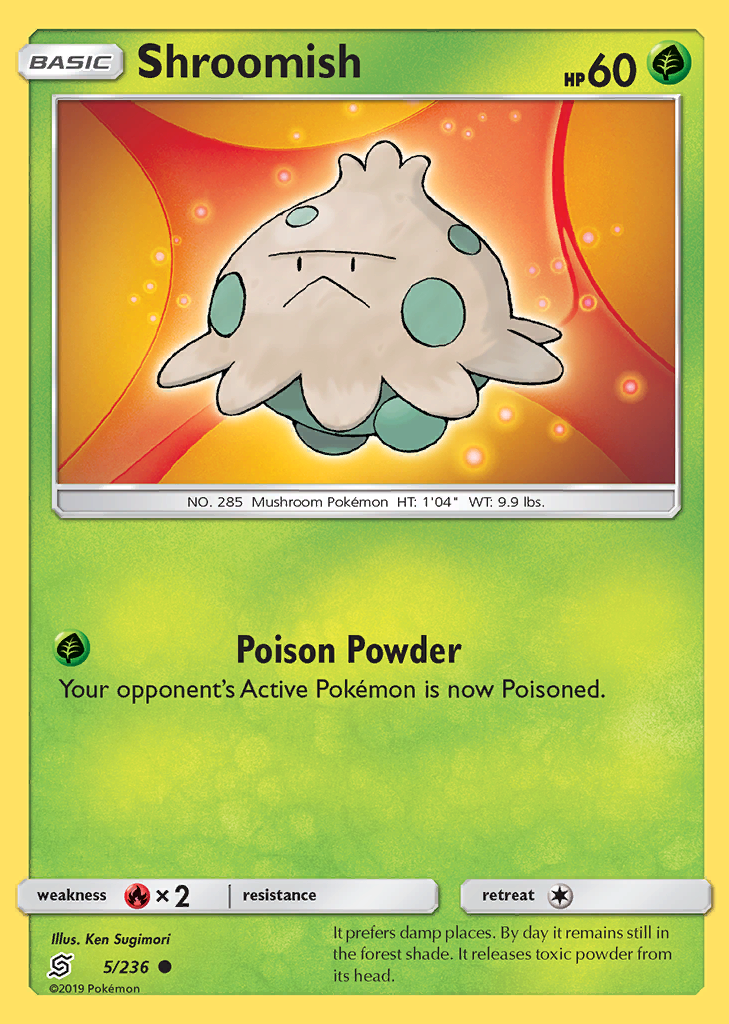 BASIC Shroomish HP60
NO. 285 Mushroom Pokémon HT: 1'04" WT: 9.9 lbs.
Poison Powder
Your opponent's Active Pokémon is now Poisoned.
weakness × 2 resistance retreat
Illus. Ken Sugimori
5/236
©2019 Pokémon
It prefers damp places. By day it remains still in
the forest shade. It releases toxic powder from
its head.